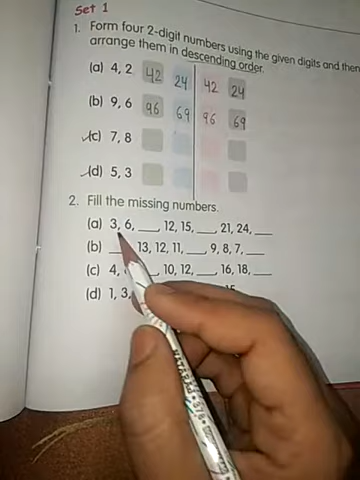 Set 1
1. Form four 2-digit numbers using the given digits and then
arrange them in descending order.
(a) 4, 2 42 24 42 24
(b) 9, 6 96 69 96 69
(c) 7, 8
(d) 5, 3
2. Fill the missing numbers.
(a) 3, 6, ___, 12, 15, ___, 21, 24, ___
(b) ___ 13, 12, 11, ___, 9, 8, 7, ___
(c) 4, , 10, 12, ___, 16, 18, ___
(d) 1, 3,